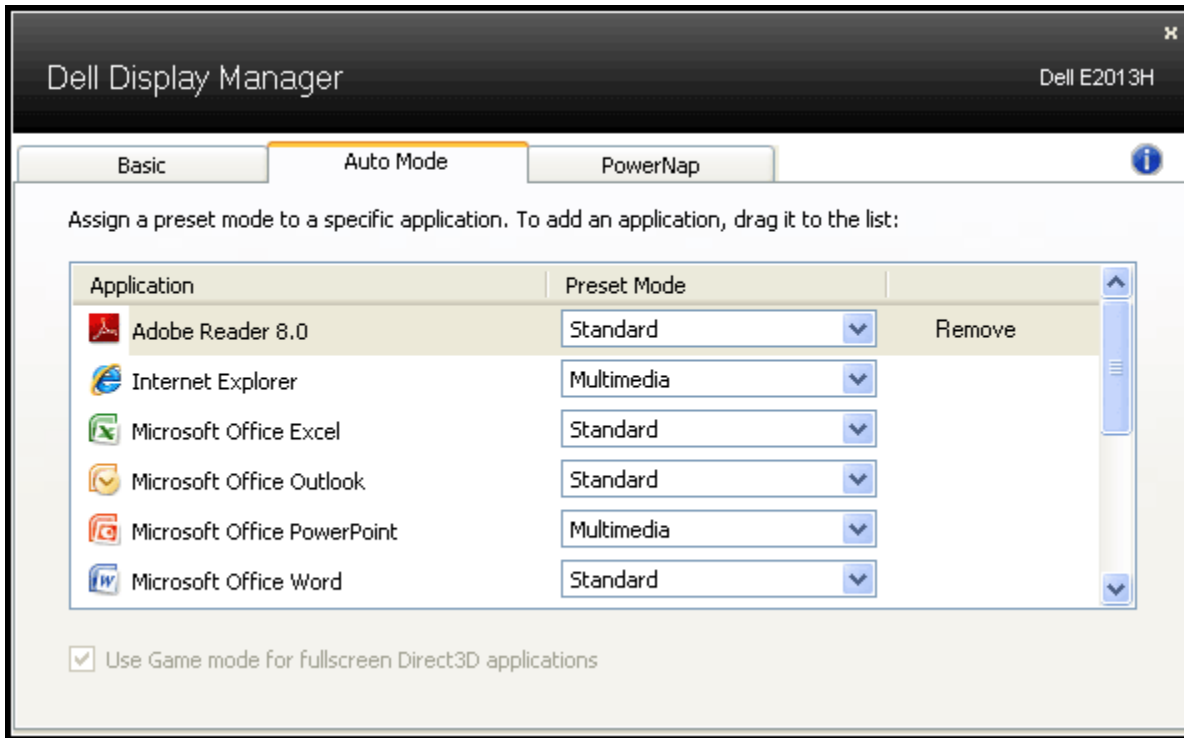 Dell Display Manager
Dell E2013H
Basic
Auto Mode
PowerNap
Assign a preset mode to a specific application. To add an application, drag it to the list:
Application Preset Mode
Adobe Reader 8.0 Standard Remove
Internet Explorer Multimedia
Microsoft Office Excel Standard
Microsoft Office Outlook Standard
Microsoft Office PowerPoint Multimedia
Microsoft Office Word Standard
Use Game mode for fullscreen Direct3D applications